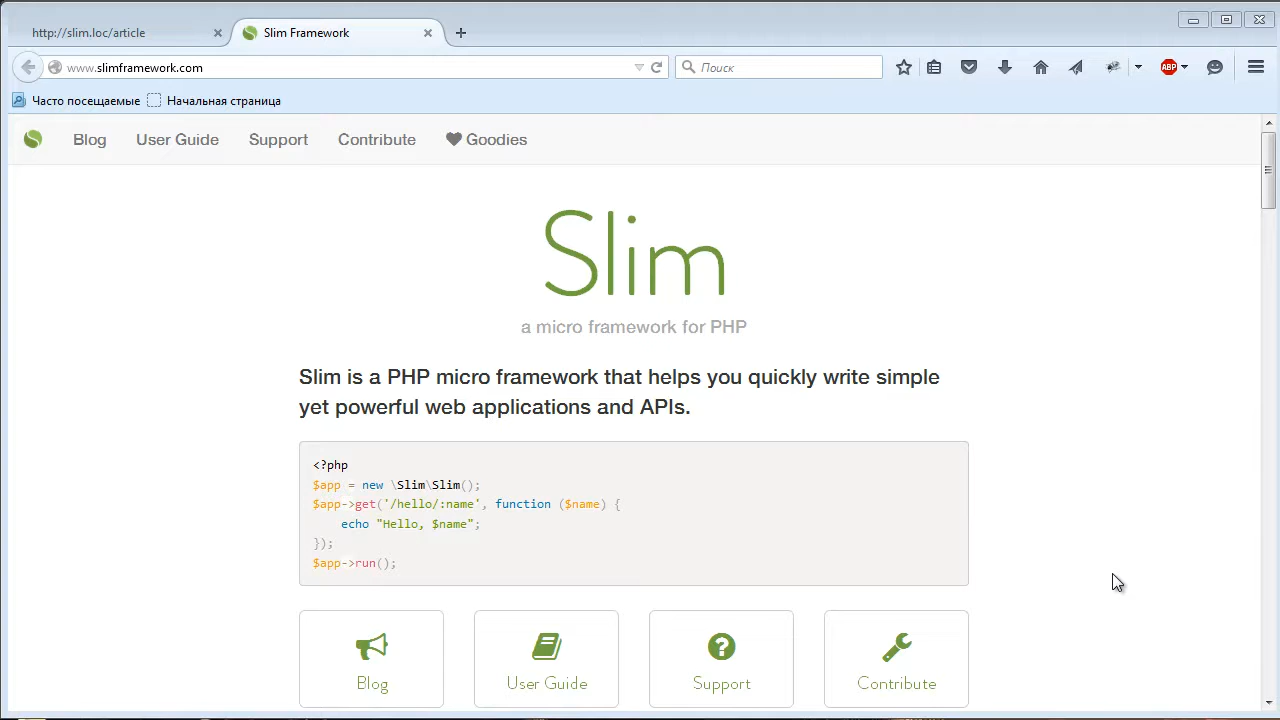 http://slim.loc/article
Slim Framework
www.slimframework.com
Поиск
ABP
Часто посещаемые
Начальная страница
Blog
User Guide
Support
Contribute
Goodies
Slim
a micro framework for PHP
Slim is a PHP micro framework that helps you quickly write simple
yet powerful web applications and APIs.
<?php
$app = new \Slim\Slim();
$app->get('/hello/:name', function ($name) {
    echo "Hello, $name";
});
$app->run();
Blog
User Guide
Support
Contribute